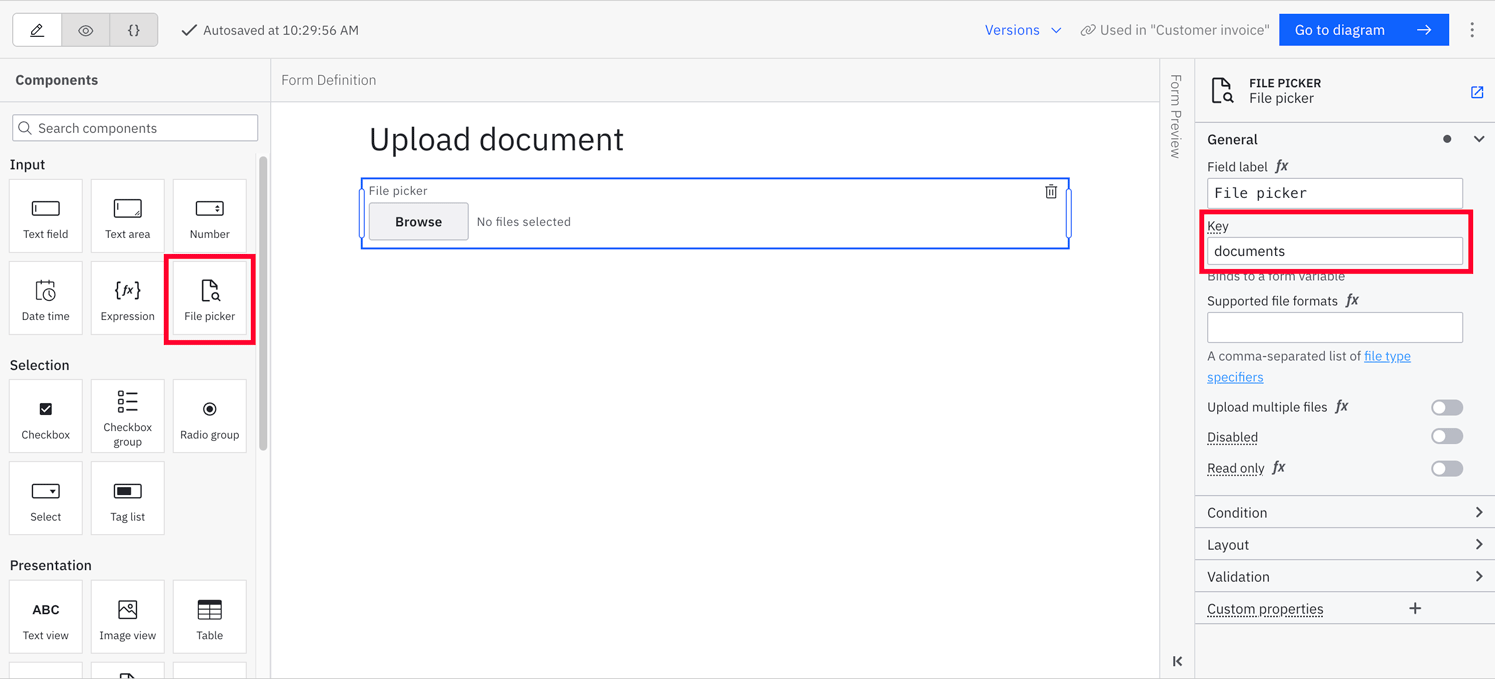 {} Autosaved at 10:29:56 AM Versions Used in "Customer invoice" Go to diagram
Components
Search components
Input
Text field Text area Number
{fx}
Date time Expression File picker
Selection
Checkbox Checkbox group Radio group
Select Tag list
Presentation
ABC
Text view Image view Table
Form Definition
Upload document
File picker
Browse No files selected
Form Preview
FILE PICKER
File picker
General
Field label fx
File picker
Key
documents
Binds to a form variable
Supported file formats fx
A comma-separated list of file type
specifiers
Upload multiple files fx
Disabled
Read only fx
Condition
Layout
Validation
Custom properties